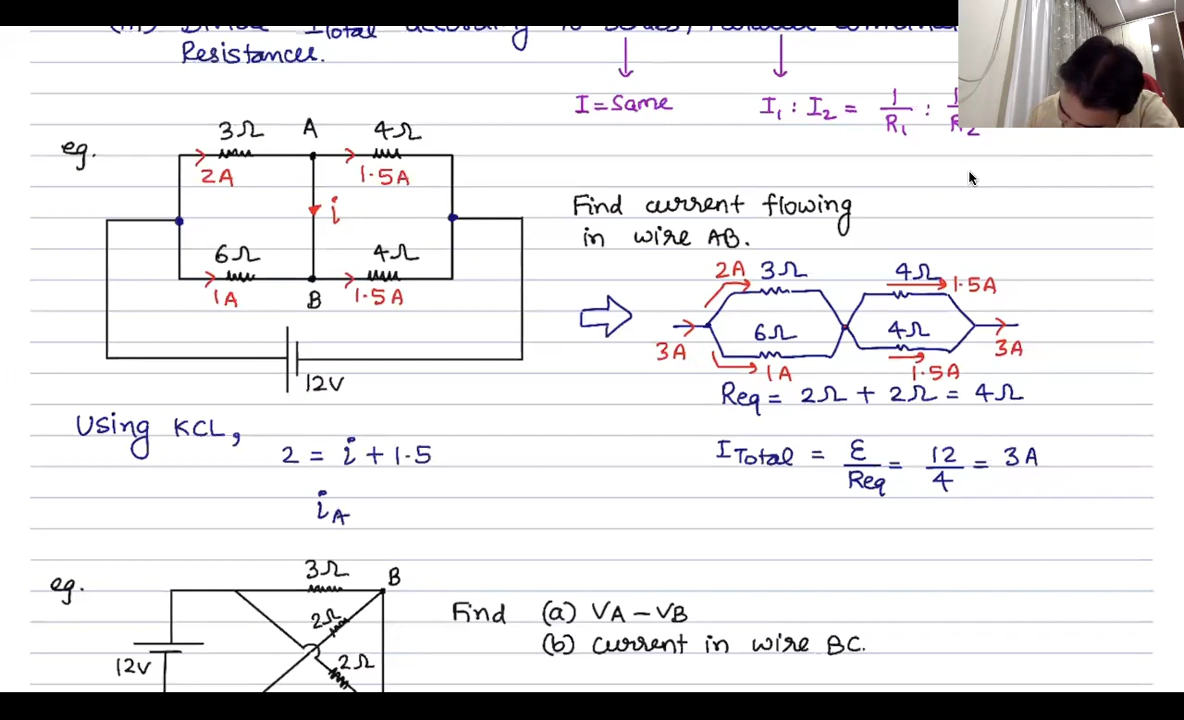 Resistances.
I = Same
I₁ : I₂ = 1/R₁ : 1/R₂
eg.
3Ω A 4Ω
2A 1.5A
i
6Ω 4Ω
1A B 1.5A
12V
Find current flowing
in wire AB.
2A 3Ω 4Ω 1.5A
6Ω 4Ω
3A 1A 1.5A 3A
Req = 2Ω + 2Ω = 4Ω
I Total = ε/Req = 12/4 = 3A
Using KCL,
2 = i + 1.5
iA
eg.
3Ω B
2Ω
2Ω
12V
Find (a) VA – VB
(b) current in wire BC.